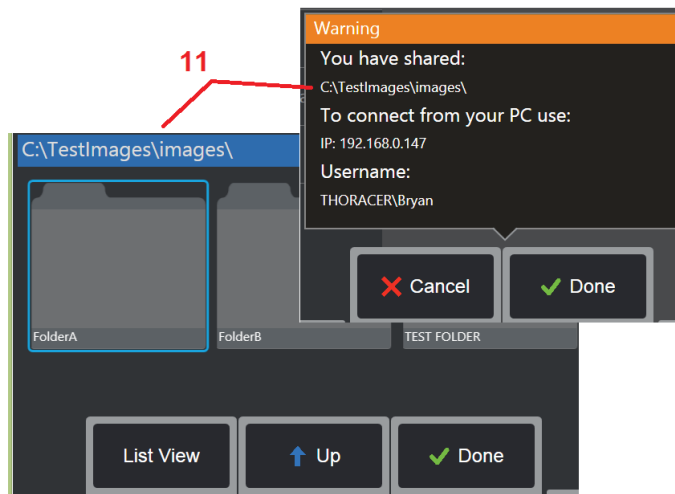 Warning
You have shared:
C:\TestImages\images\
To connect from your PC use:
IP: 192.168.0.147
Username:
THORACER\Bryan
Cancel
Done
11
C:\TestImages\images\
FolderA
FolderB
TEST FOLDER
List View
Up
Done